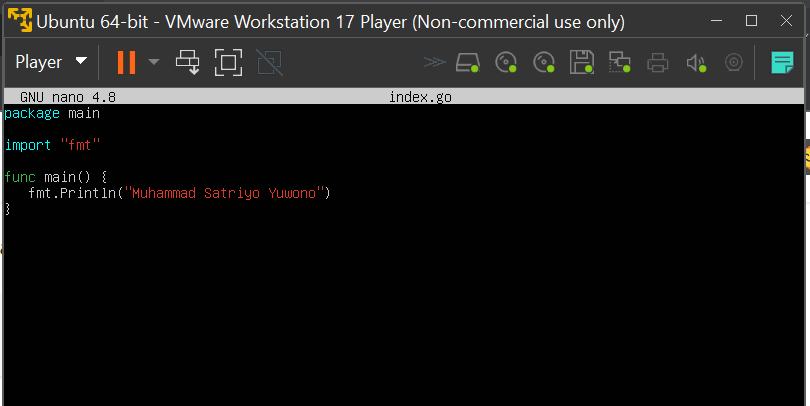 Ubuntu 64-bit - VMware Workstation 17 Player (Non-commercial use only)
Player
GNU nano 4.8 index.go
package main
import "fmt"
func main() {
fmt.Println("Muhammad Satriyo Yuwono")
}